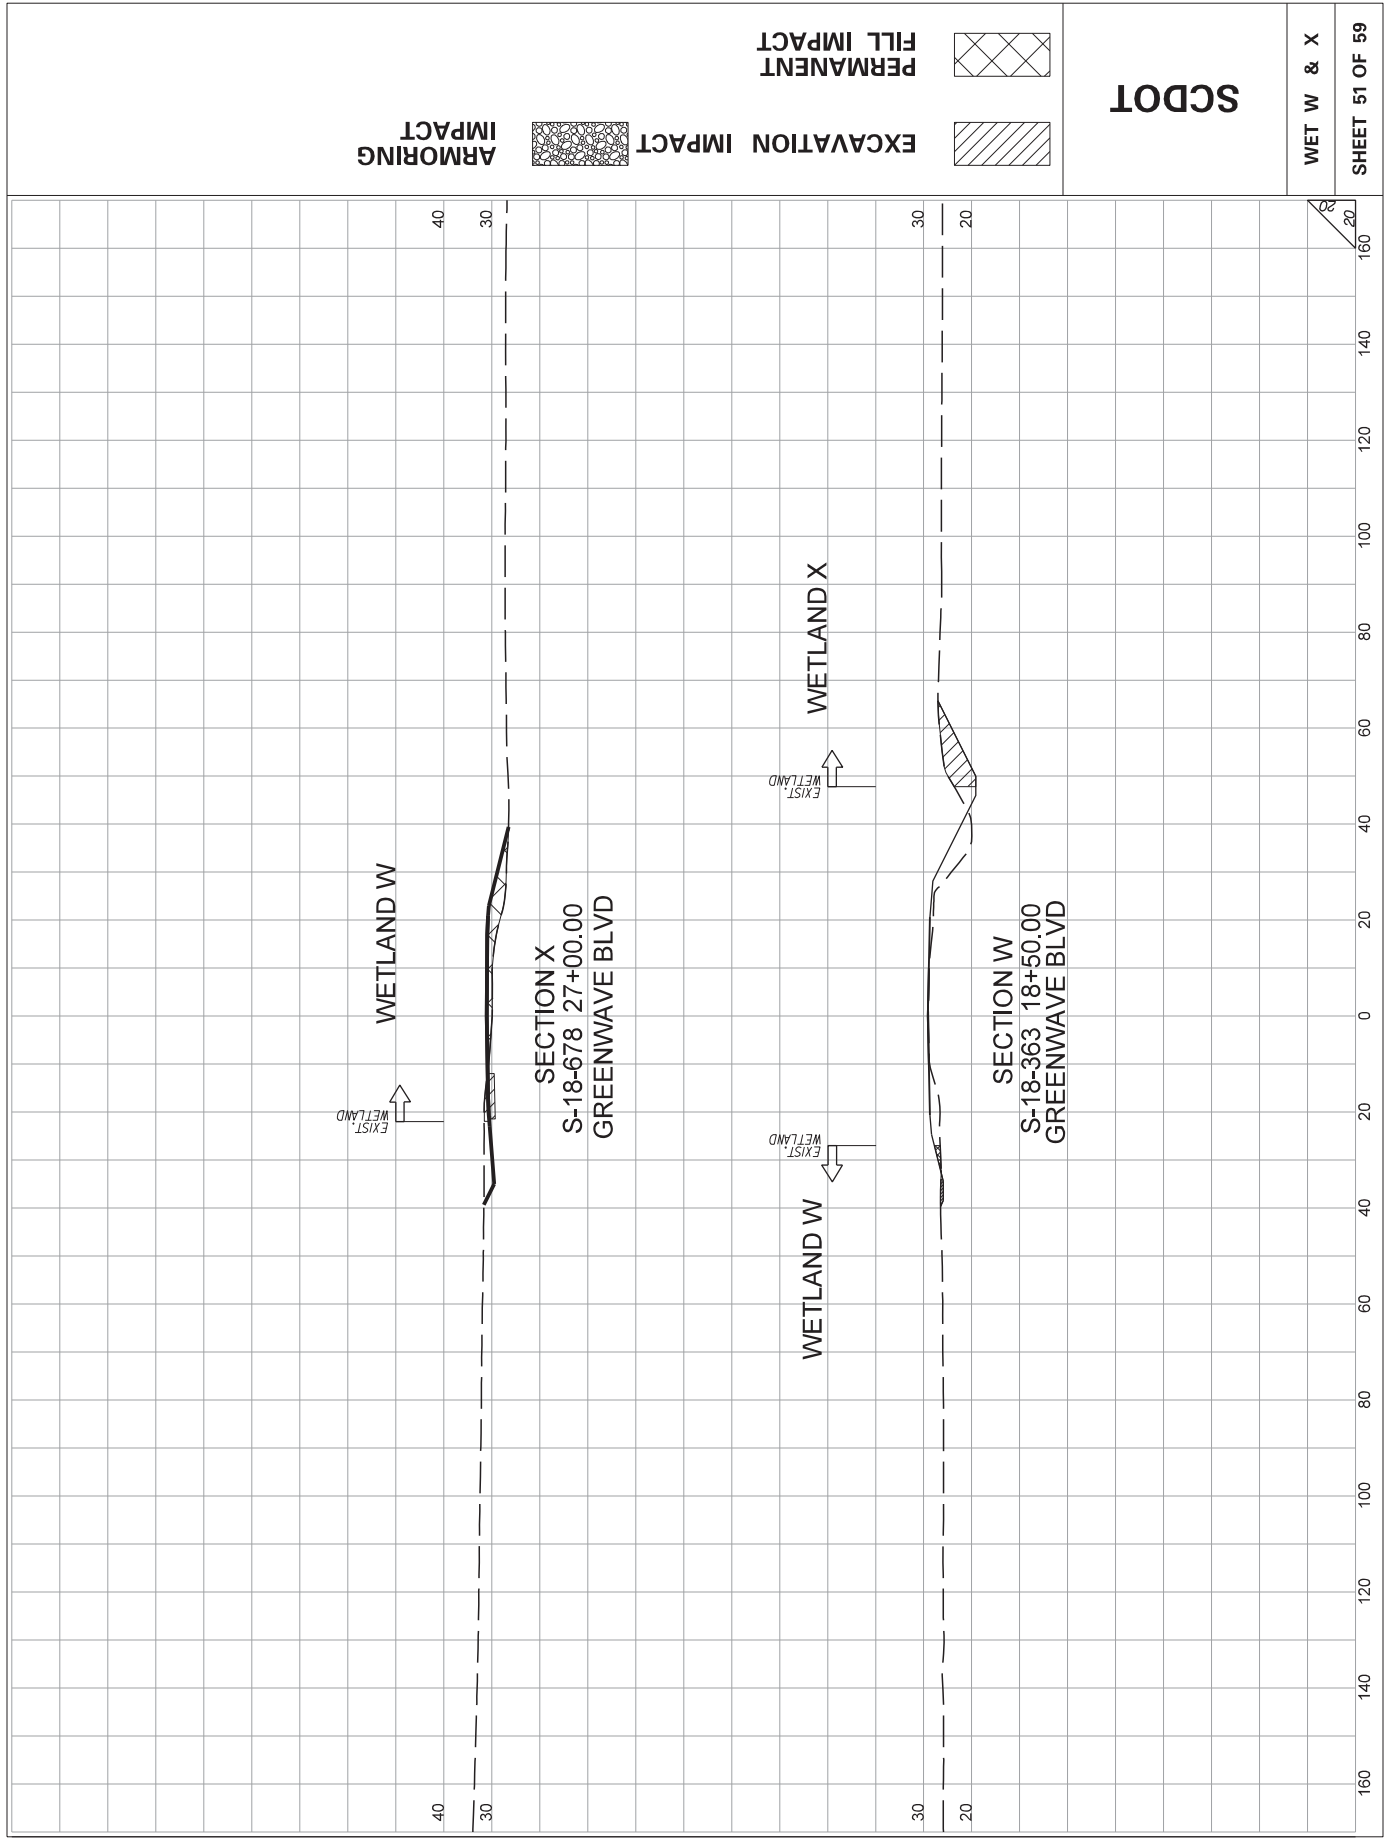 PERMANENT
FILL IMPACT
EXCAVATION IMPACT
ARMORING
IMPACT
SCDOT
WET W & X
SHEET 51 OF 59
40
30
40
30
EXIST.
WETLAND
WETLAND W
SECTION X
S-18-678 27+00.00
GREENWAVE BLVD
30
20
30
20
WETLAND W
EXIST.
WETLAND
EXIST.
WETLAND
WETLAND X
SECTION W
S-18-363 18+50.00
GREENWAVE BLVD
160
140
120
100
80
60
40
20
0
20
40
60
80
100
120
140
160
20
20